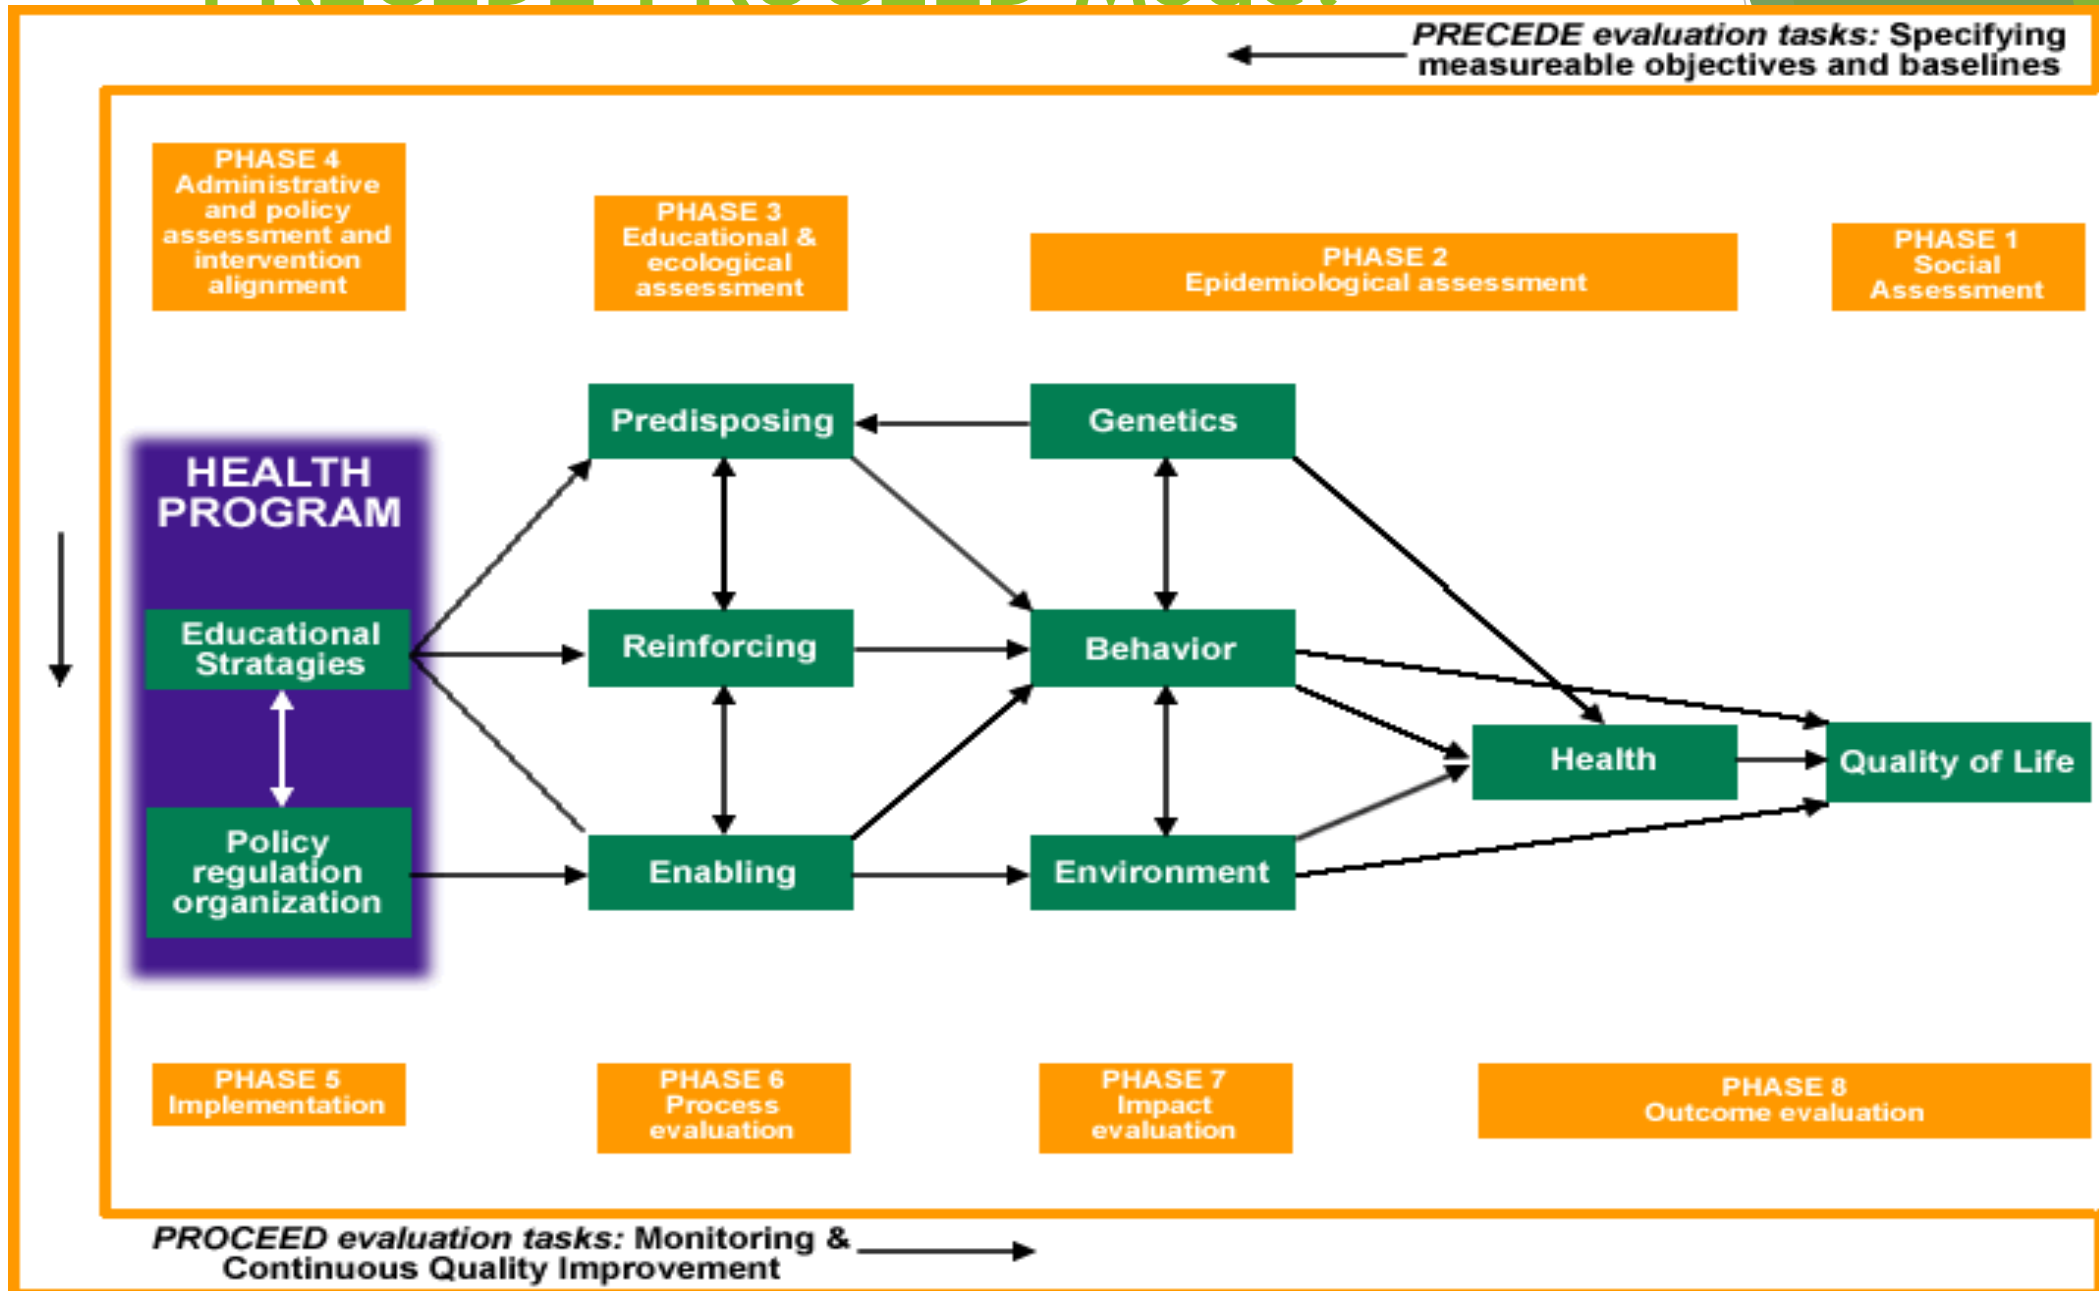 PRECEDE-PROCEED Model
PRECEDE evaluation tasks: Specifying
measureable objectives and baselines
PHASE 4
Administrative
and policy
assessment and
intervention
alignment
PHASE 3
Educational &
ecological
assessment
PHASE 2
Epidemiological assessment
PHASE 1
Social
Assessment
HEALTH
PROGRAM
Educational
Stratagies
Policy
regulation
organization
Predisposing
Reinforcing
Enabling
Genetics
Behavior
Environment
Health
Quality of Life
PHASE 5
Implementation
PHASE 6
Process
evaluation
PHASE 7
Impact
evaluation
PHASE 8
Outcome evaluation
PROCEED evaluation tasks: Monitoring &
Continuous Quality Improvement